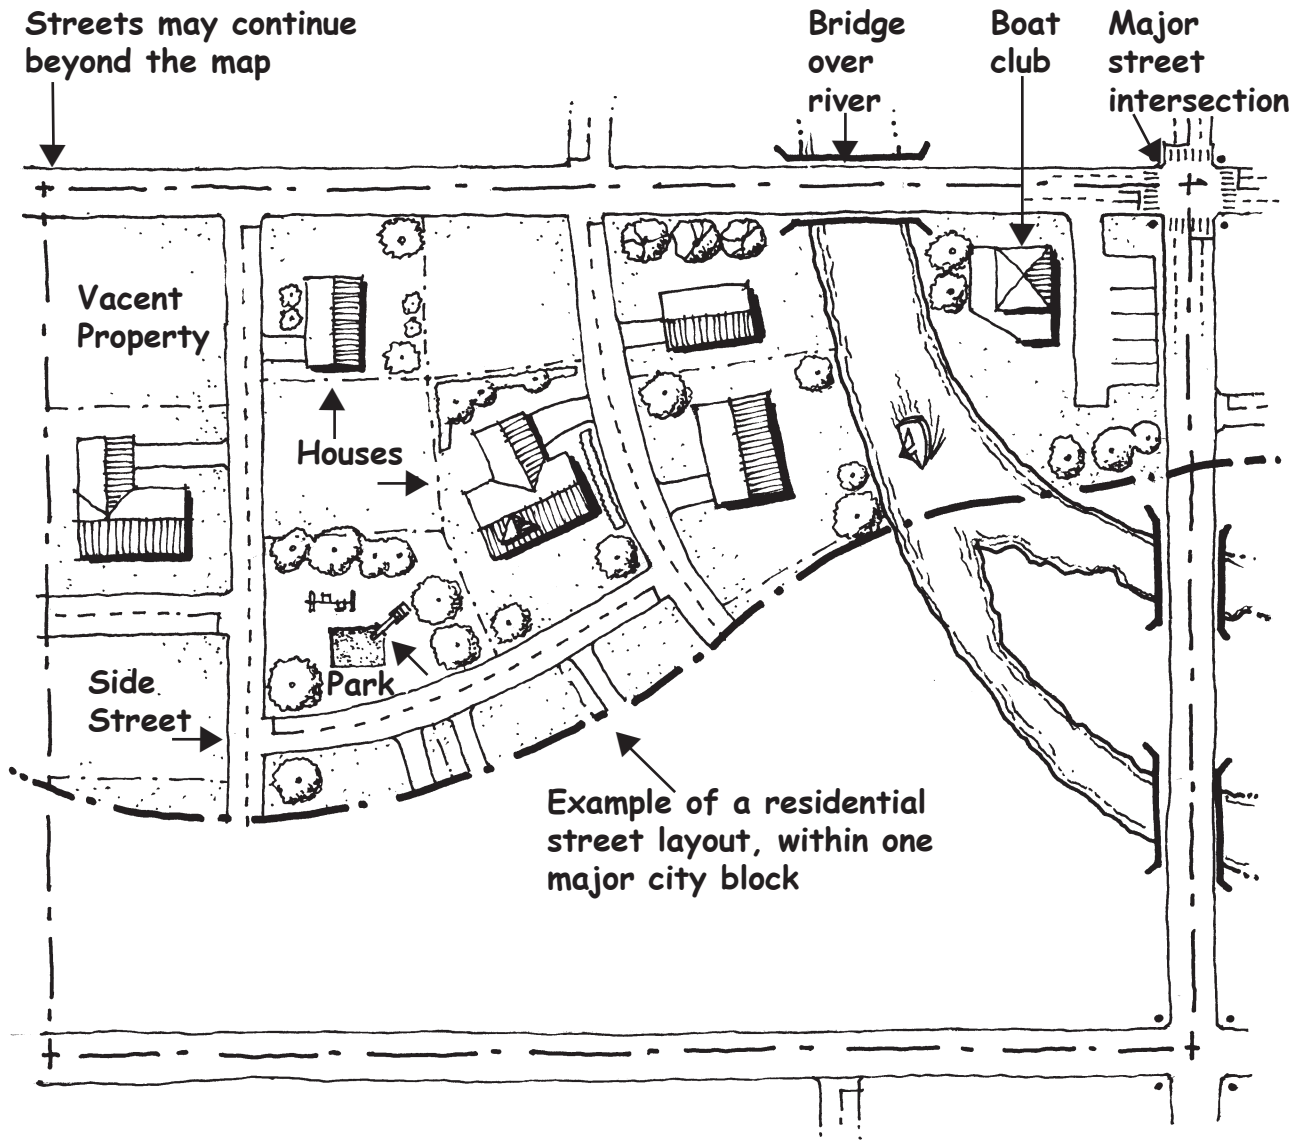 Streets may continue
beyond the map
Bridge
over
river
Boat
club
Major
street
intersection
Vacent
Property
Houses
Park
Side
Street
Example of a residential
street layout, within one
major city block